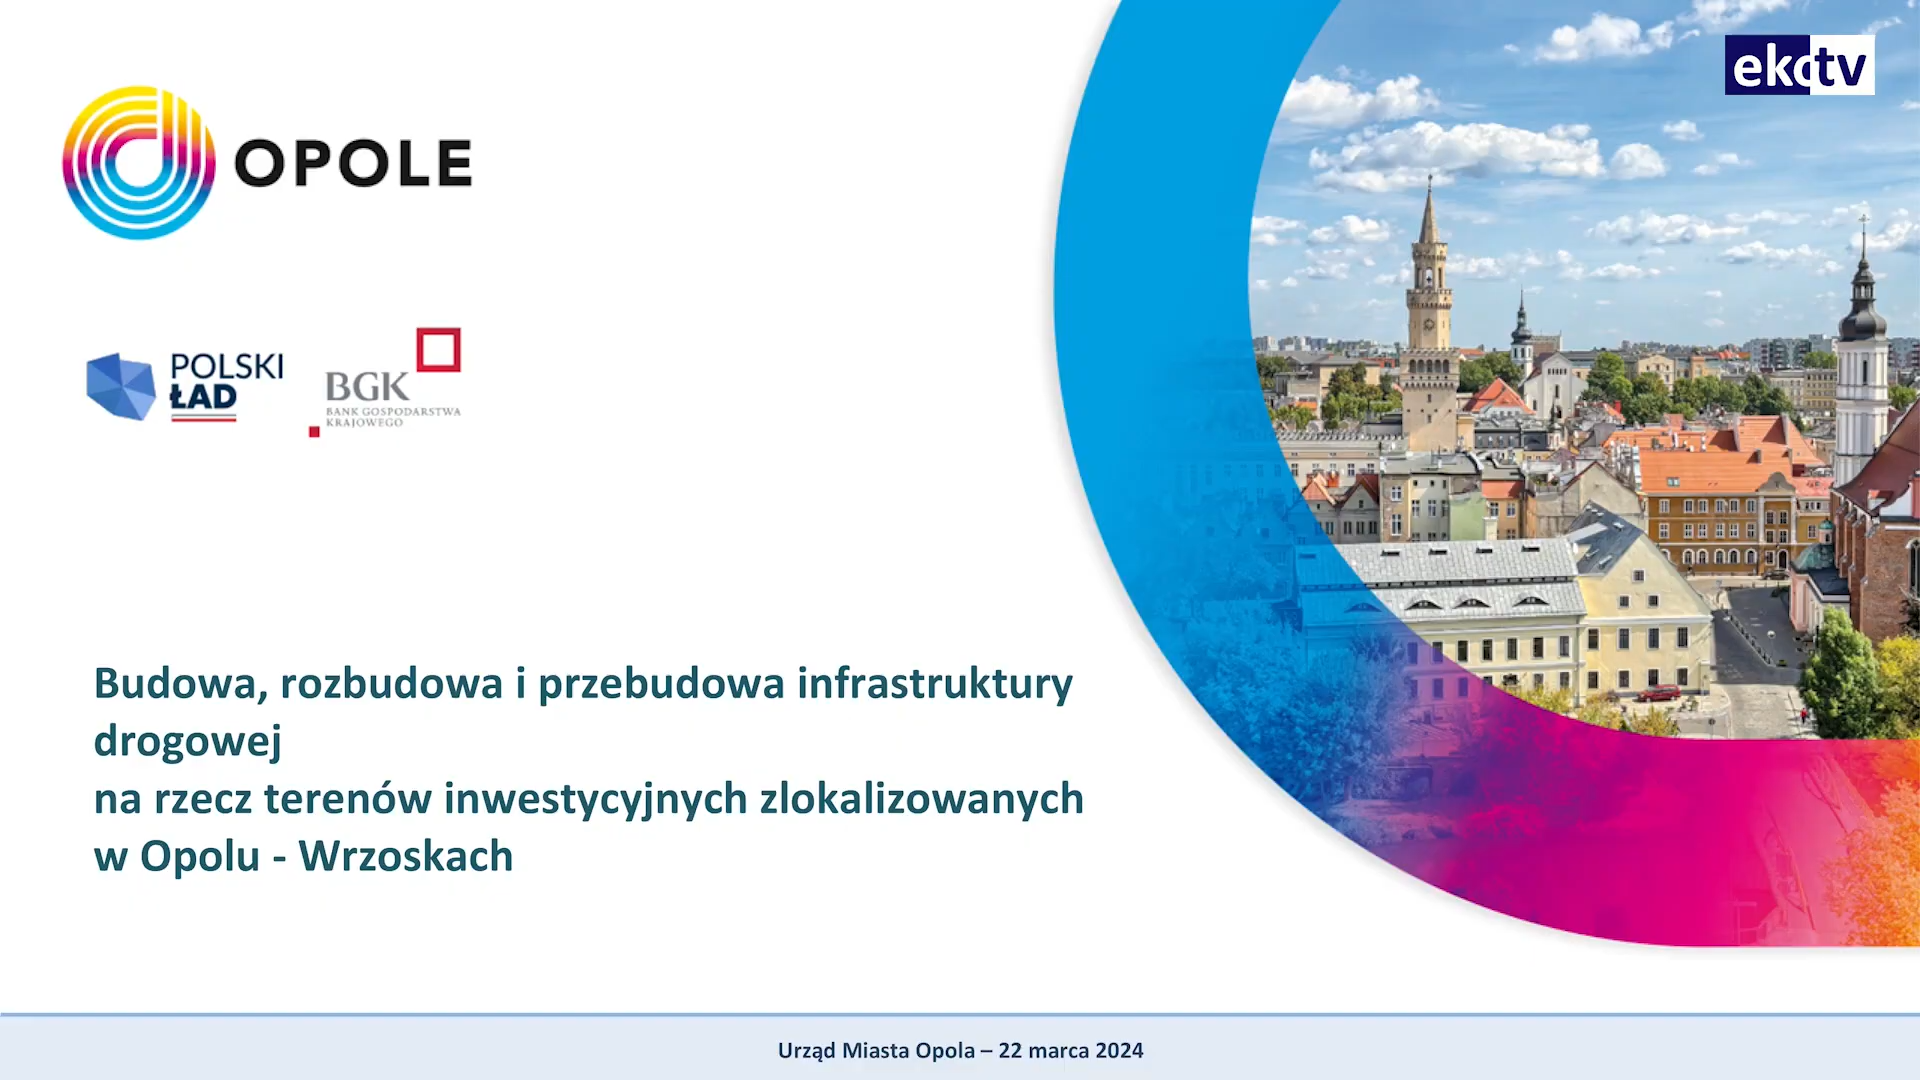 ekotv
OPOLE
POLSKI
ŁAD
BGK
BANK GOSPODARSTWA
KRAJOWEGO
Budowa, rozbudowa i przebudowa infrastruktury
drogowej
na rzecz terenów inwestycyjnych zlokalizowanych
w Opolu - Wrzoskach
Urząd Miasta Opola – 22 marca 2024